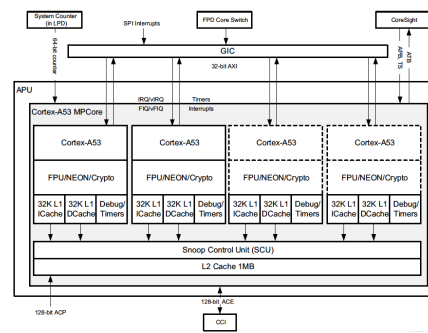 System Counter
(in LPD)
SPI Interrupts
FPD Core Switch
CoreSight
64-bit counter
GIC
32-bit AXI
APB, TS
ATB
APU
IRQ/vIRQ
Timers
Cortex-A53 MPCore
FIQ/vFIQ
Interrupts
Cortex-A53
Cortex-A53
Cortex-A53
Cortex-A53
FPU/NEON/Crypto
FPU/NEON/Crypto
FPU/NEON/Crypto
FPU/NEON/Crypto
32K L1
ICache
32K L1
DCache
Debug/
Timers
32K L1
ICache
32K L1
DCache
Debug/
Timers
32K L1
ICache
32K L1
DCache
Debug/
Timers
32K L1
ICache
32K L1
DCache
Debug/
Timers
Snoop Control Unit (SCU)
L2 Cache 1MB
128-bit ACP
128-bit ACE
CCI